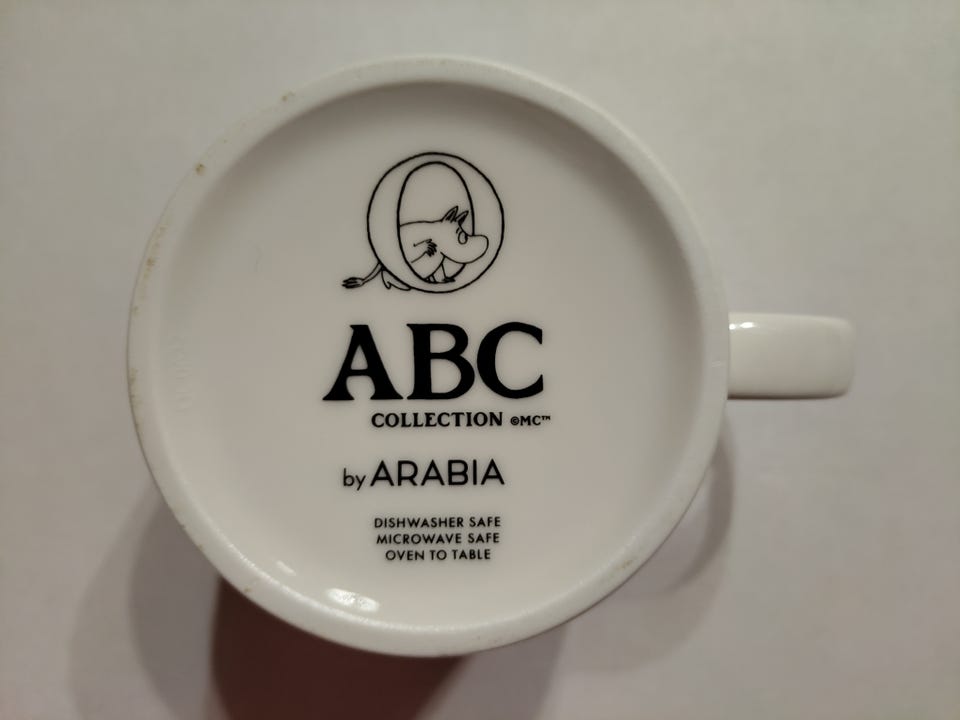 O
ABC
COLLECTION ©MC™
by ARABIA
DISHWASHER SAFE
MICROWAVE SAFE
OVEN TO TABLE